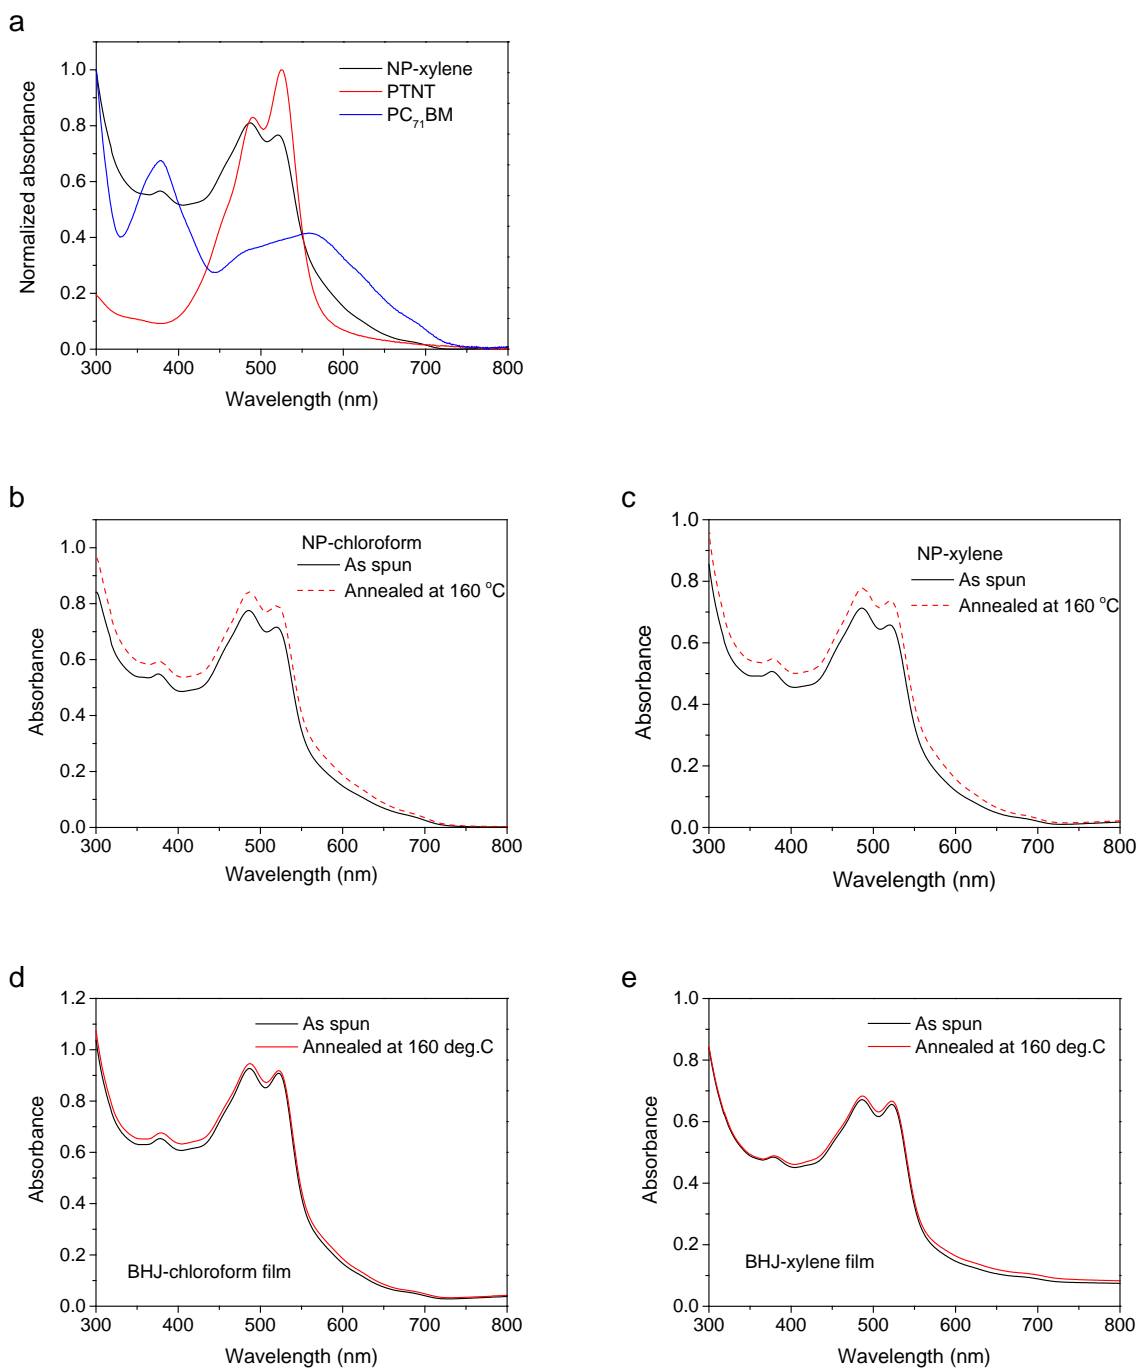 a
1.0
0.8
0.6
0.4
0.2
0.0
Normalized absorbance
NP-xylene
PTNT
PC71BM
300 400 500 600 700 800
Wavelength (nm)
b
1.0
0.8
0.6
0.4
0.2
0.0
Absorbance
NP-chloroform
As spun
Annealed at 160 °C
300 400 500 600 700 800
Wavelength (nm)
c
1.0
0.8
0.6
0.4
0.2
0.0
Absorbance
NP-xylene
As spun
Annealed at 160 °C
300 400 500 600 700 800
Wavelength (nm)
d
1.2
1.0
0.8
0.6
0.4
0.2
0.0
Absorbance
As spun
Annealed at 160 deg.C
BHJ-chloroform film
300 400 500 600 700 800
Wavelength (nm)
e
1.0
0.8
0.6
0.4
0.2
0.0
Absorbance
As spun
Annealed at 160 deg.C
BHJ-xylene film
300 400 500 600 700 800
Wavelength (nm)